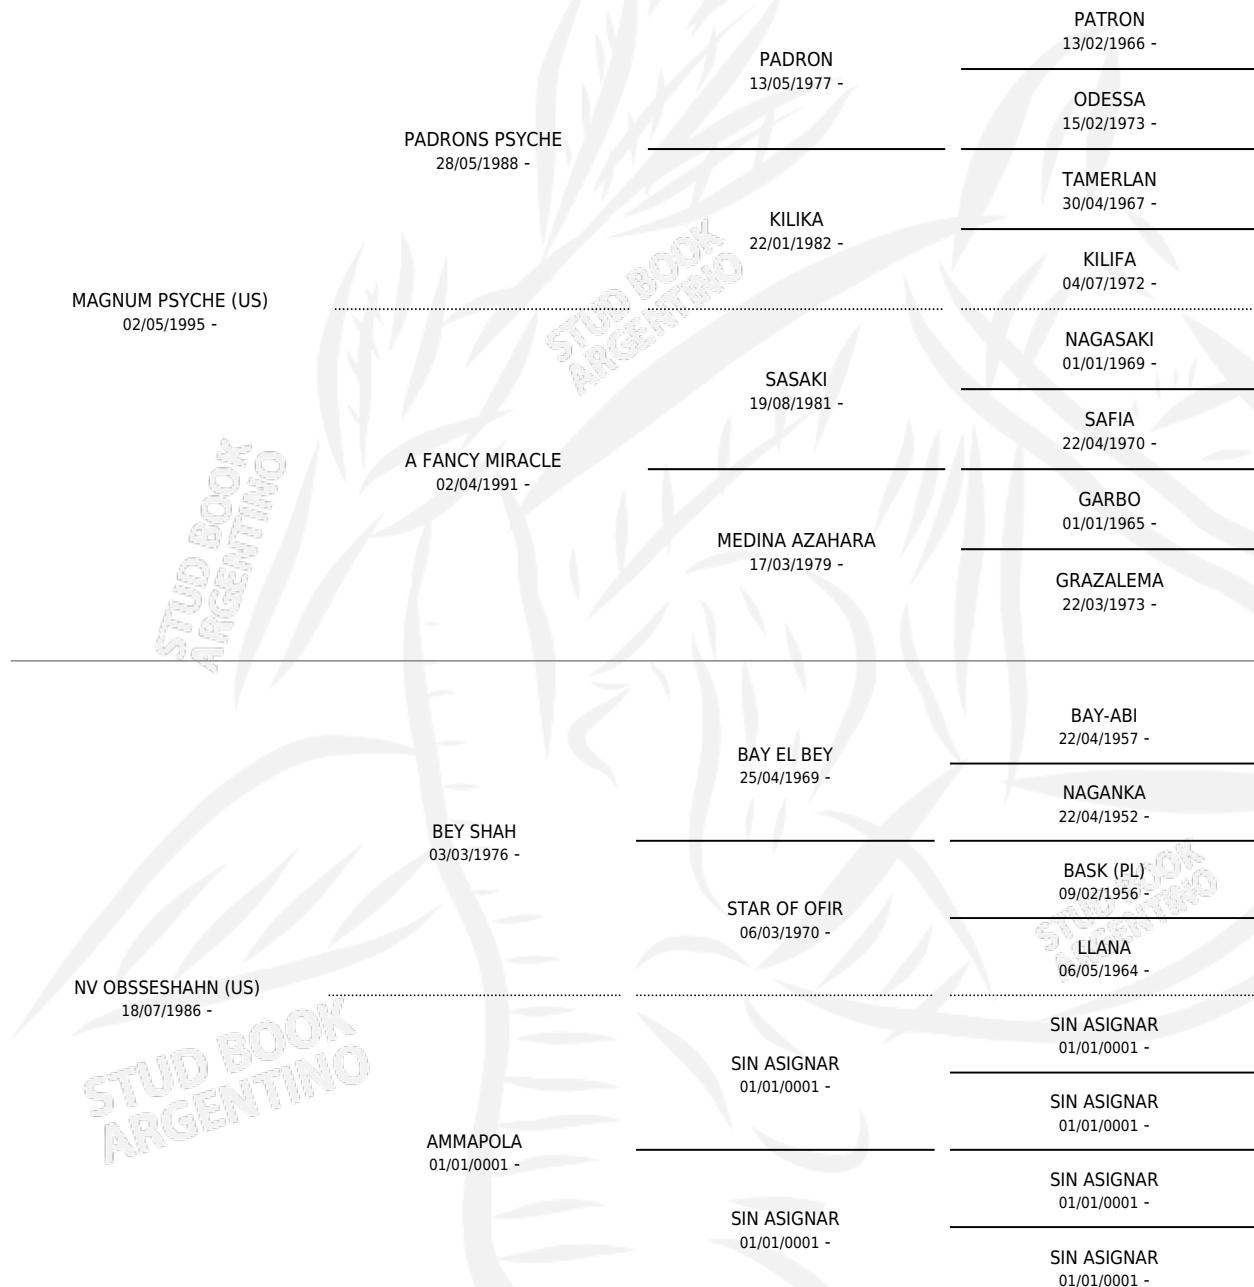 PATRON
13/02/1966 -
PADRON
13/05/1977 -
ODESSA
15/02/1973 -
PADRONS PSYCHE
28/05/1988 -
TAMERLAN
30/04/1967 -
KILIKA
22/01/1982 -
KILIFA
04/07/1972 -
MAGNUM PSYCHE (US)
02/05/1995 -
STUD BOOK
ARGENTINO
NAGASAKI
01/01/1969 -
SASAKI
19/08/1981 -
SAFIA
22/04/1970 -
A FANCY MIRACLE
02/04/1991 -
GARBO
01/01/1965 -
MEDINA AZAHARA
17/03/1979 -
GRAZALEMA
22/03/1973 -
STUD BOOK
ARGENTINO
BAY-ABI
22/04/1957 -
BAY EL BEY
25/04/1969 -
NAGANKA
22/04/1952 -
BEY SHAH
03/03/1976 -
BASK (PL)
09/02/1956 -
STAR OF OFIR
06/03/1970 -
STUD BOOK
ARGENTINO
LLANA
06/05/1964 -
NV OBSSESHAHN (US)
18/07/1986 -
STUD BOOK
ARGENTINO
SIN ASIGNAR
01/01/0001 -
SIN ASIGNAR
01/01/0001 -
SIN ASIGNAR
01/01/0001 -
AMMAPOLA
01/01/0001 -
SIN ASIGNAR
01/01/0001 -
SIN ASIGNAR
01/01/0001 -
SIN ASIGNAR
01/01/0001 -